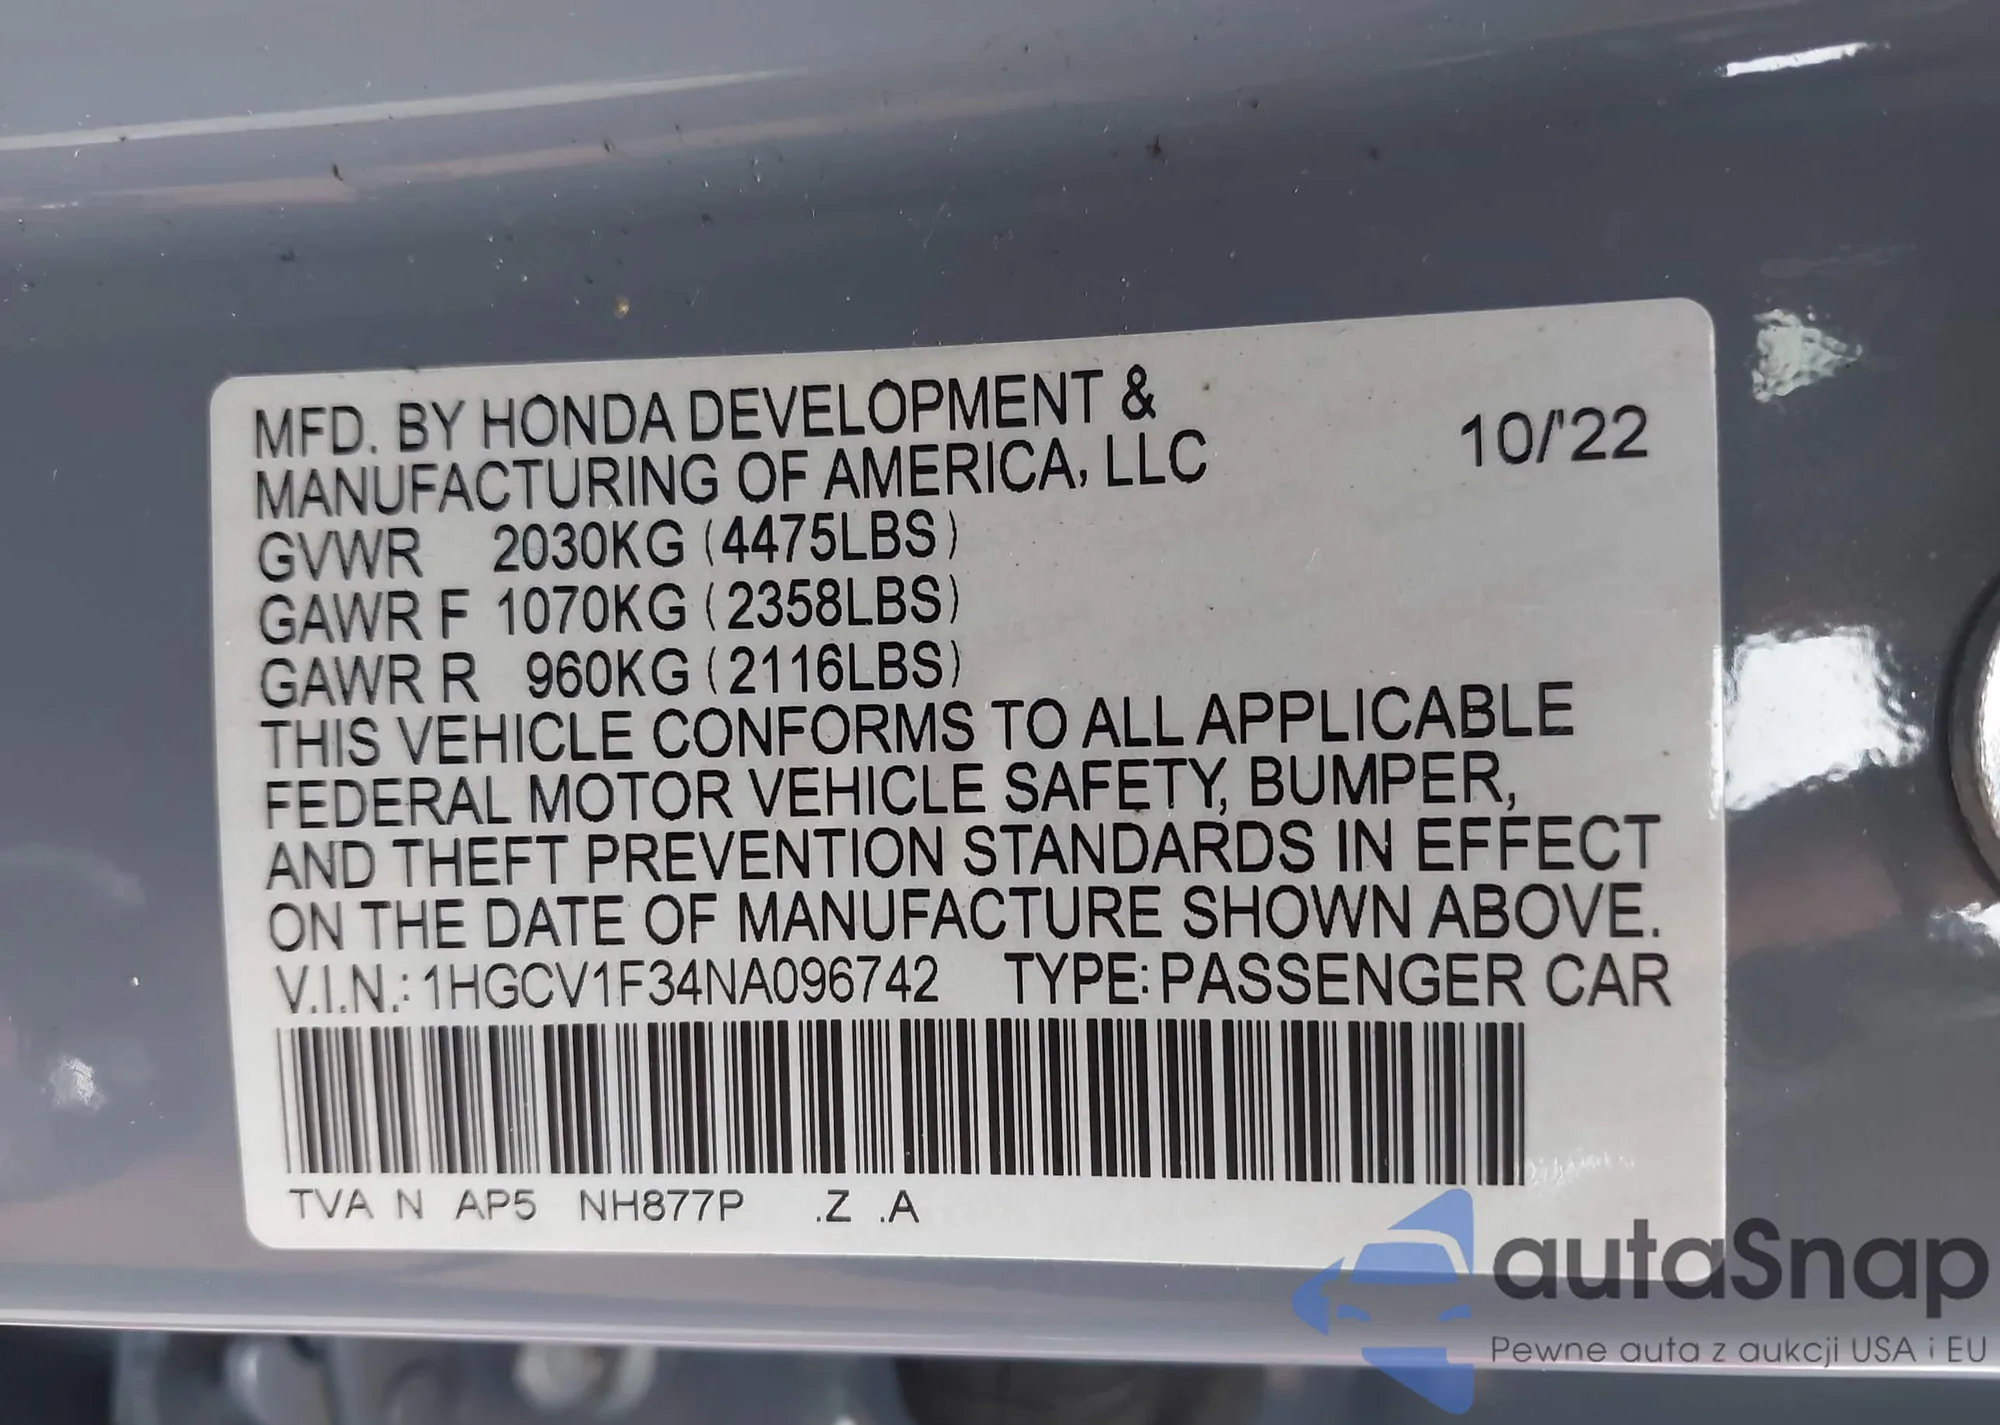 MFD. BY HONDA DEVELOPMENT &
MANUFACTURING OF AMERICA, LLC
10/'22
GVWR 2030KG (4475LBS)
GAWR F 1070KG (2358LBS)
GAWR R 960KG (2116LBS)
THIS VEHICLE CONFORMS TO ALL APPLICABLE
FEDERAL MOTOR VEHICLE SAFETY, BUMPER,
AND THEFT PREVENTION STANDARDS IN EFFECT
ON THE DATE OF MANUFACTURE SHOWN ABOVE.
V.I.N.: 1HGCV1F34NA096742 TYPE: PASSENGER CAR
TVA N AP5 NH877P .Z .A
autaSnap
Pewne auta z aukcji USA i EU